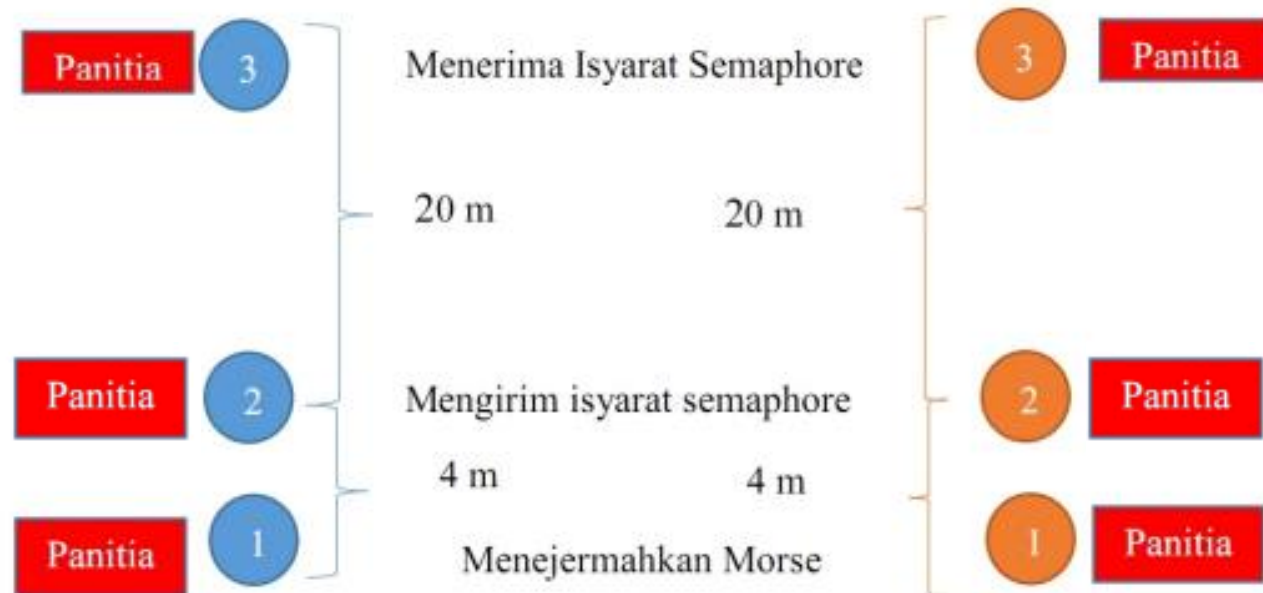 Panitia 3 Menerima Isyarat Semaphore 3 Panitia
20 m 20 m
Panitia 2 Mengirim isyarat semaphore 2 Panitia
4 m 4 m
Panitia 1 Menejermahkan Morse 1 Panitia